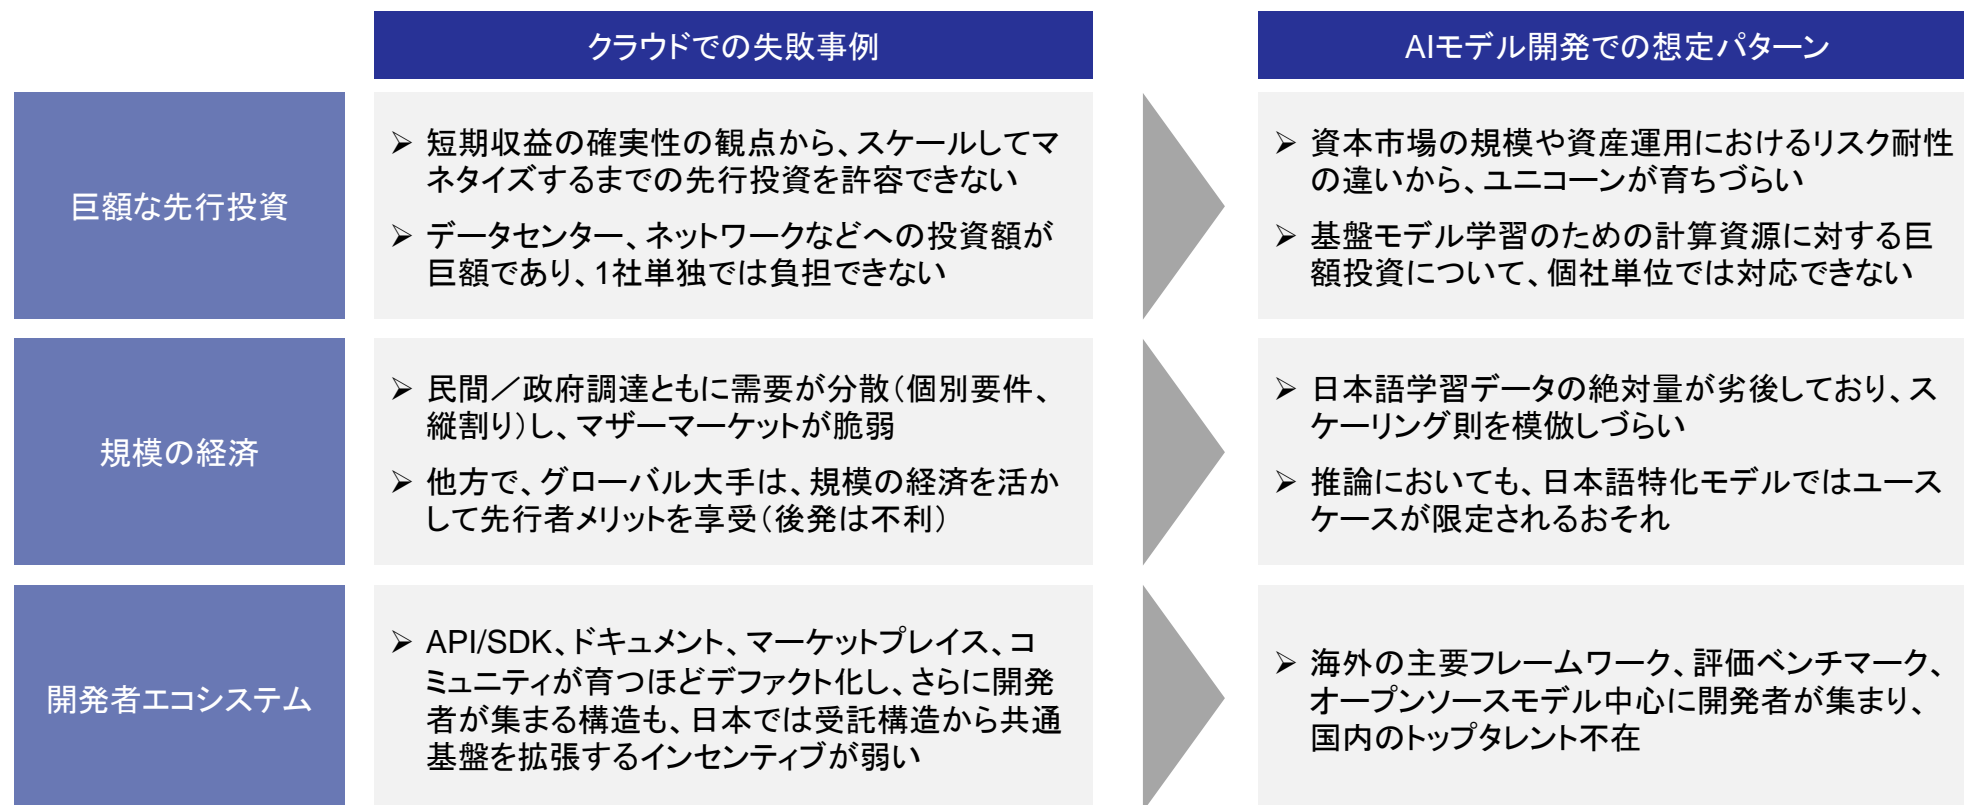 クラウドでの失敗事例
AIモデル開発での想定パターン
巨額な先行投資
➢ 短期収益の確実性の観点から、スケールしてマ
ネタイズするまでの先行投資を許容できない
➢ データセンター、ネットワークなどへの投資額が
巨額であり、1社単独では負担できない
➢ 資本市場の規模や資産運用におけるリスク耐性
の違いから、ユニコーンが育ちづらい
➢ 基盤モデル学習のための計算資源に対する巨
額投資について、個社単位では対応できない
規模の経済
➢ 民間／政府調達ともに需要が分散（個別要件、
縦割り）し、マザーマーケットが脆弱
➢ 他方で、グローバル大手は、規模の経済を活か
して先行者メリットを享受（後発は不利）
➢ 日本語学習データの絶対量が劣後しており、ス
ケーリング則を模倣しづらい
➢ 推論においても、日本語特化モデルではユース
ケースが限定されるおそれ
開発者エコシステム
➢ API/SDK、ドキュメント、マーケットプレイス、コ
ミュニティが育つほどデファクト化し、さらに開発
者が集まる構造も、日本では受託構造から共通
基盤を拡張するインセンティブが弱い
➢ 海外の主要フレームワーク、評価ベンチマーク、
オープンソースモデル中心に開発者が集まり、
国内のトップタレント不在